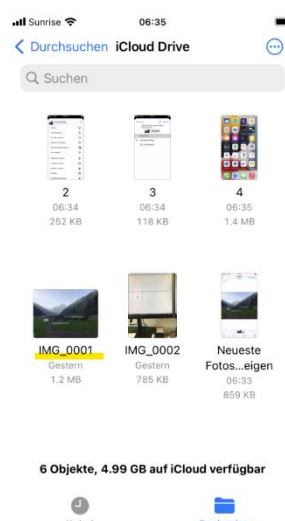 Sunrise 06:35
Durchsuchen iCloud Drive
Suchen
2 3 4
06:34 06:34 06:35
252 KB 118 KB 1.4 MB
IMG_0001 IMG_0002 Neueste
Gestern Gestern Fotos...eigen
1.2 MB 785 KB 06:33
859 KB
6 Objekte, 4.99 GB auf iCloud verfügbar